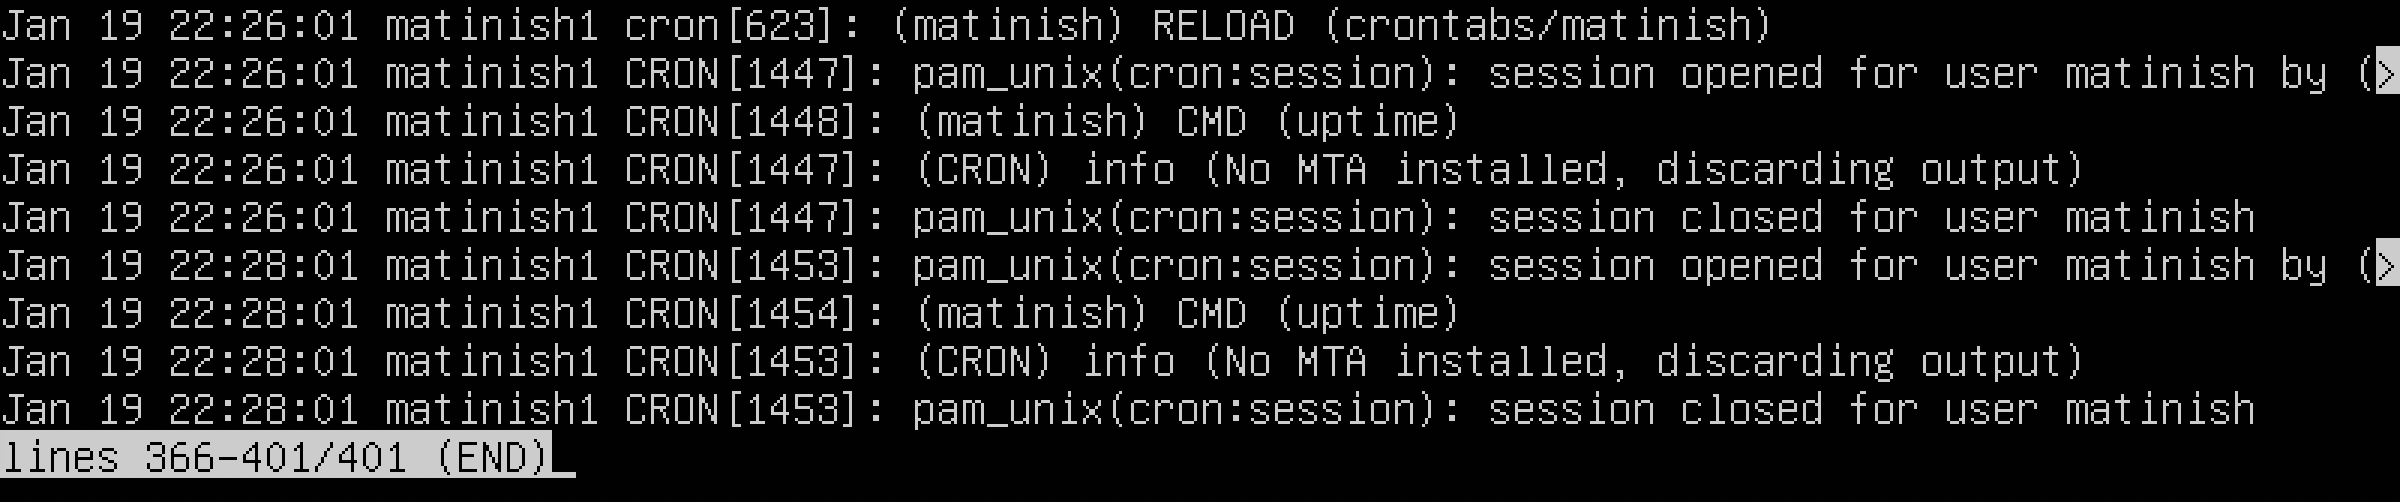 Jan 19 22:26:01 matinish1 cron[623]: (matinish) RELOAD (crontabs/matinish)
Jan 19 22:26:01 matinish1 CRON[1447]: pam_unix(cron:session): session opened for user matinish by (>
Jan 19 22:26:01 matinish1 CRON[1448]: (matinish) CMD (uptime)
Jan 19 22:26:01 matinish1 CRON[1447]: (CRON) info (No MTA installed, discarding output)
Jan 19 22:26:01 matinish1 CRON[1447]: pam_unix(cron:session): session closed for user matinish
Jan 19 22:28:01 matinish1 CRON[1453]: pam_unix(cron:session): session opened for user matinish by (>
Jan 19 22:28:01 matinish1 CRON[1454]: (matinish) CMD (uptime)
Jan 19 22:28:01 matinish1 CRON[1453]: (CRON) info (No MTA installed, discarding output)
Jan 19 22:28:01 matinish1 CRON[1453]: pam_unix(cron:session): session closed for user matinish
lines 366-401/401 (END)